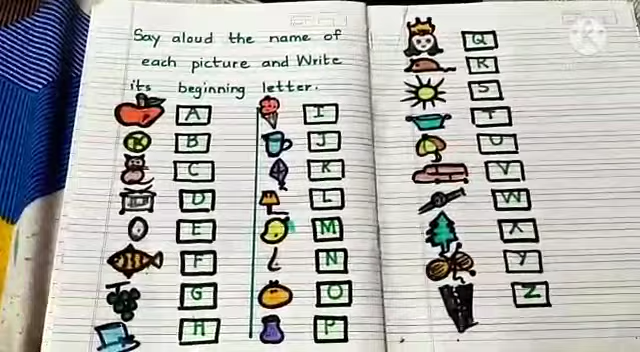 Say aloud the name of
each picture and Write
its beginning letter.
A
B
C
D
E
F
G
H
I
J
K
L
M
N
O
P
Q
R
S
T
U
V
W
X
Y
Z